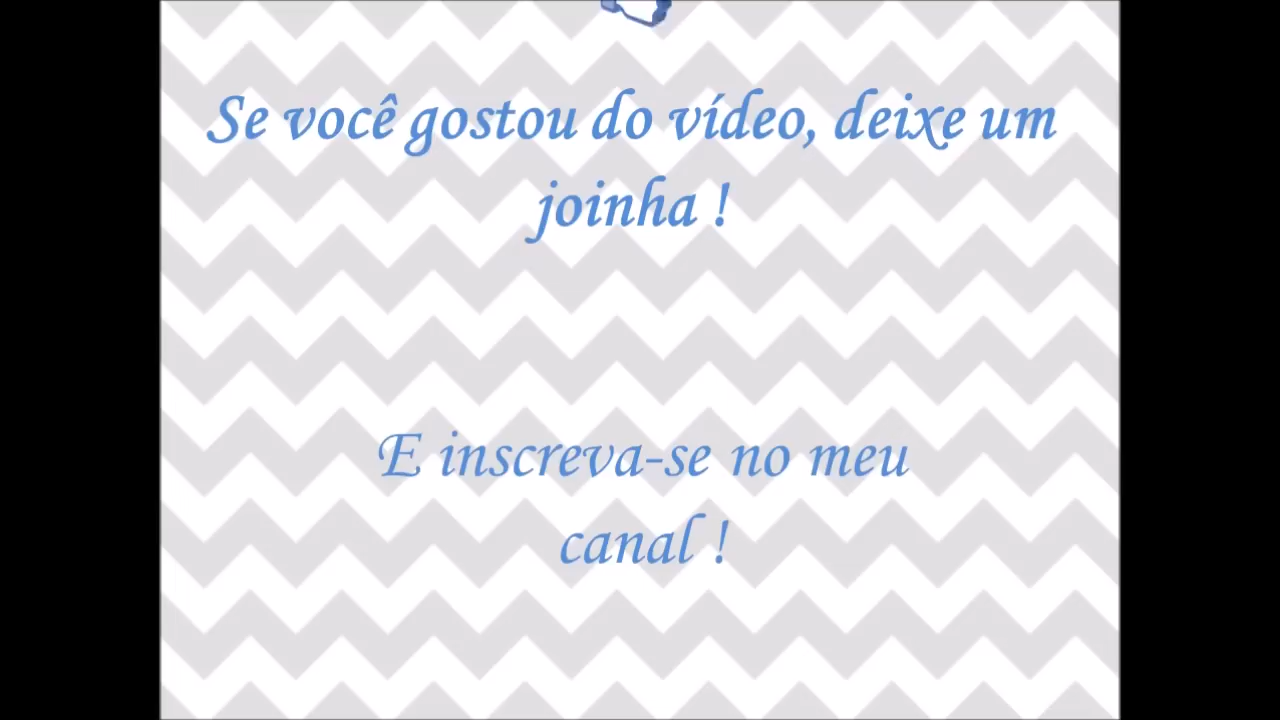 Se você gostou do vídeo, deixe um
joinha !
E inscreva-se no meu
canal !